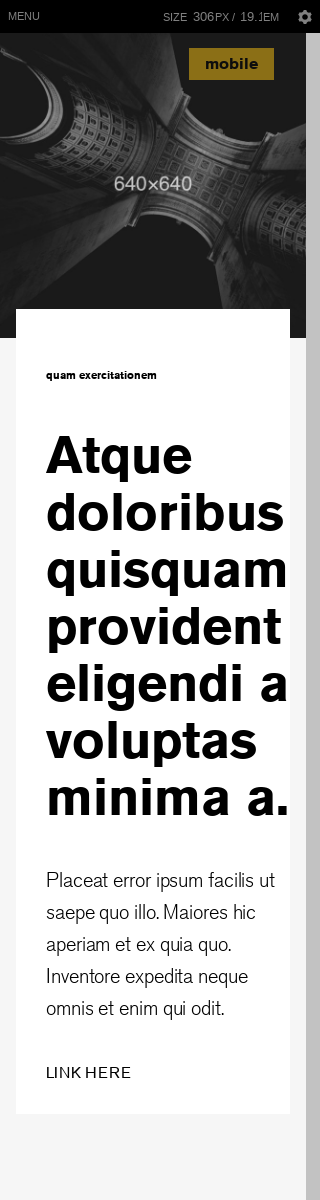 MENU
SIZE 306PX / 19.1EM
mobile
640×640
quam exercitationem
Atque
doloribus
quisquam
provident
eligendi a
voluptas
minima a.
Placeat error ipsum facilis ut
saepe quo illo. Maiores hic
aperiam et ex quia quo.
Inventore expedita neque
omnis et enim qui odit.
LINK HERE